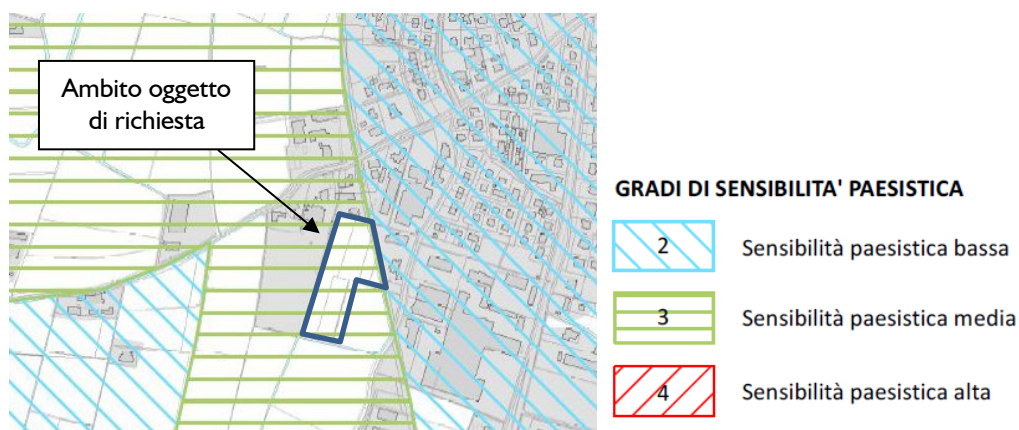 Ambito oggetto
di richiesta
GRADI DI SENSIBILITA' PAESISTICA
2 Sensibilità paesistica bassa
3 Sensibilità paesistica media
4 Sensibilità paesistica alta